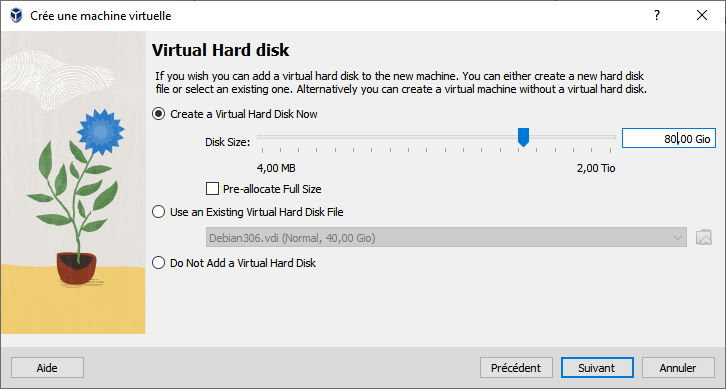 Crée une machine virtuelle
Virtual Hard disk
If you wish you can add a virtual hard disk to the new machine. You can either create a new hard disk
file or select an existing one. Alternatively you can create a virtual machine without a virtual hard disk.
Create a Virtual Hard Disk Now
Disk Size:
80,00 Gio
4,00 MB
2,00 Tio
Pre-allocate Full Size
Use an Existing Virtual Hard Disk File
Debian306.vdi (Normal, 40,00 Gio)
Do Not Add a Virtual Hard Disk
Aide
Précédent
Suivant
Annuler